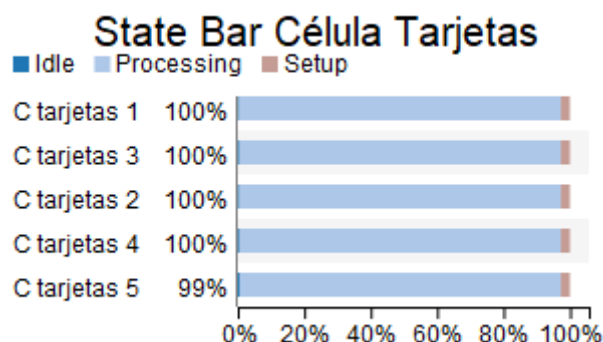 State Bar Célula Tarjetas
Idle Processing Setup
C tarjetas 1 100%
C tarjetas 3 100%
C tarjetas 2 100%
C tarjetas 4 100%
C tarjetas 5 99%
0% 20% 40% 60% 80% 100%